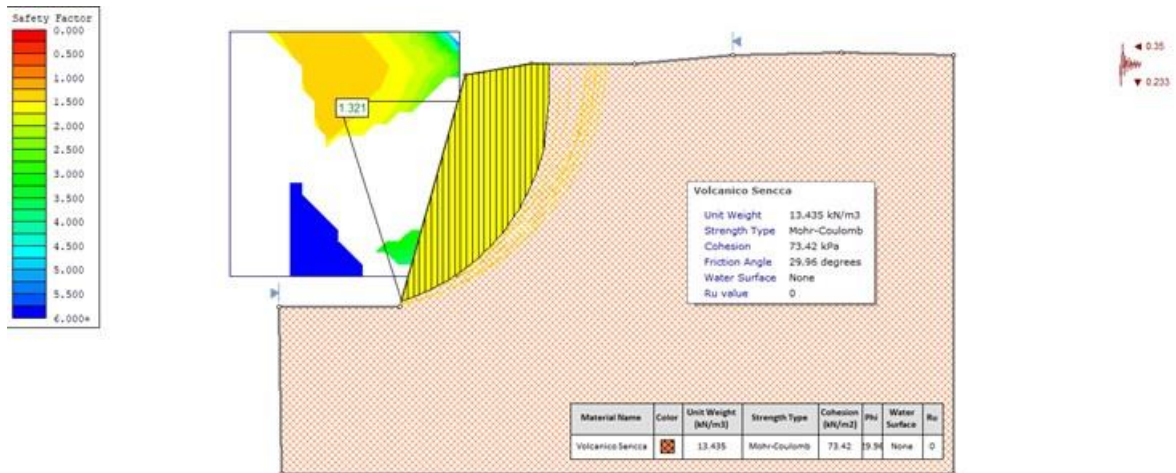 Safety Factor
0.000
0.500
1.000
1.500
2.000
2.500
3.000
3.500
4.000
4.500
5.000
5.500
6.000+
1.321
0.35
0.233
Volcanico Sencca
Unit Weight 13.435 kN/m3
Strength Type Mohr-Coulomb
Cohesion 73.42 kPa
Friction Angle 29.96 degrees
Water Surface None
Ru value 0
Material Name Color Unit Weight (kN/m3) Strength Type Cohesion (kN/m2) Phi Water Surface Ru
Volcanico Sencca 13.435 Mohr-Coulomb 73.42 29.96 None 0